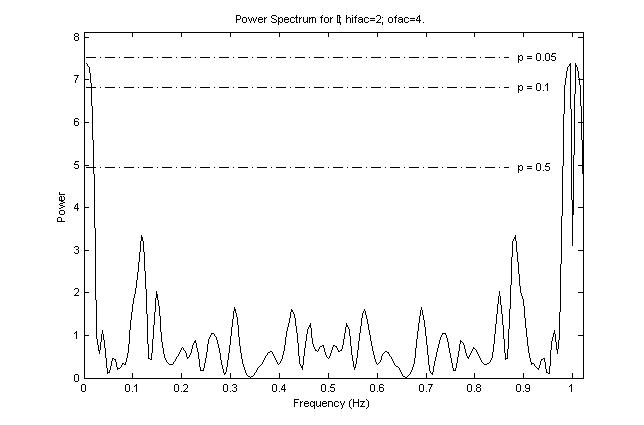 Power Spectrum for I; hifac=2; ofac=4.
8
p = 0.05
7
p = 0.1
6
5
p = 0.5
4
3
2
1
0
Power
0 0.1 0.2 0.3 0.4 0.5 0.6 0.7 0.8 0.9 1
Frequency (Hz)